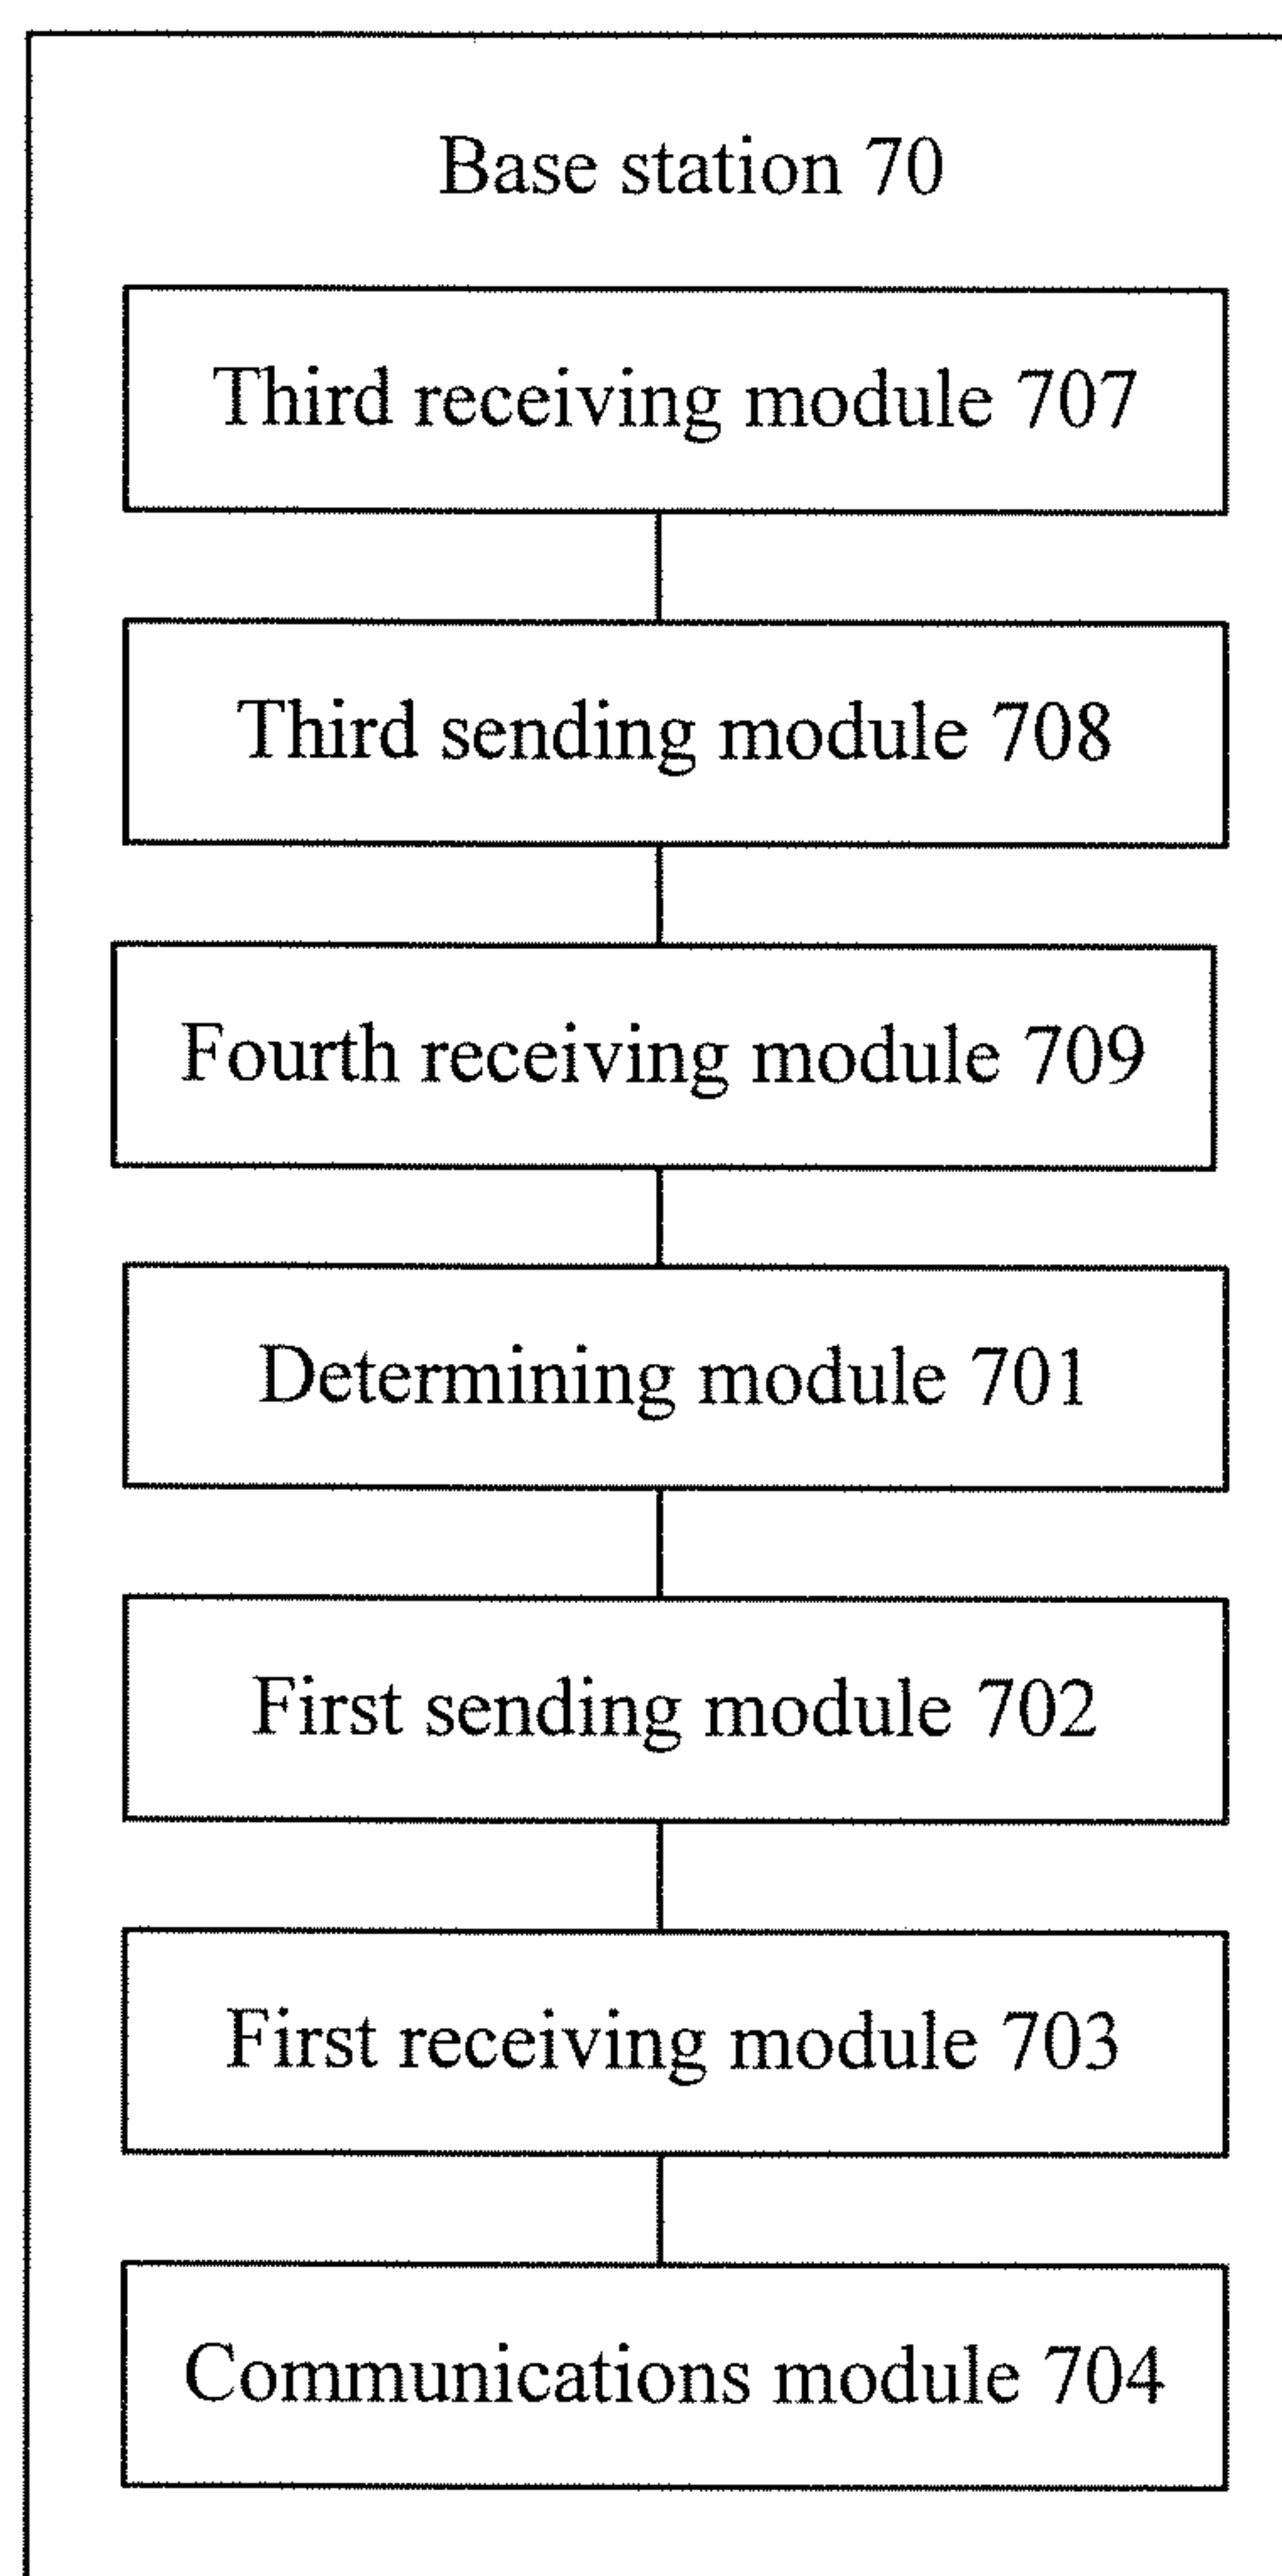 Base station 70
Third receiving module 707
Third sending module 708
Fourth receiving module 709
Determining module 701
First sending module 702
First receiving module 703
Communications module 704